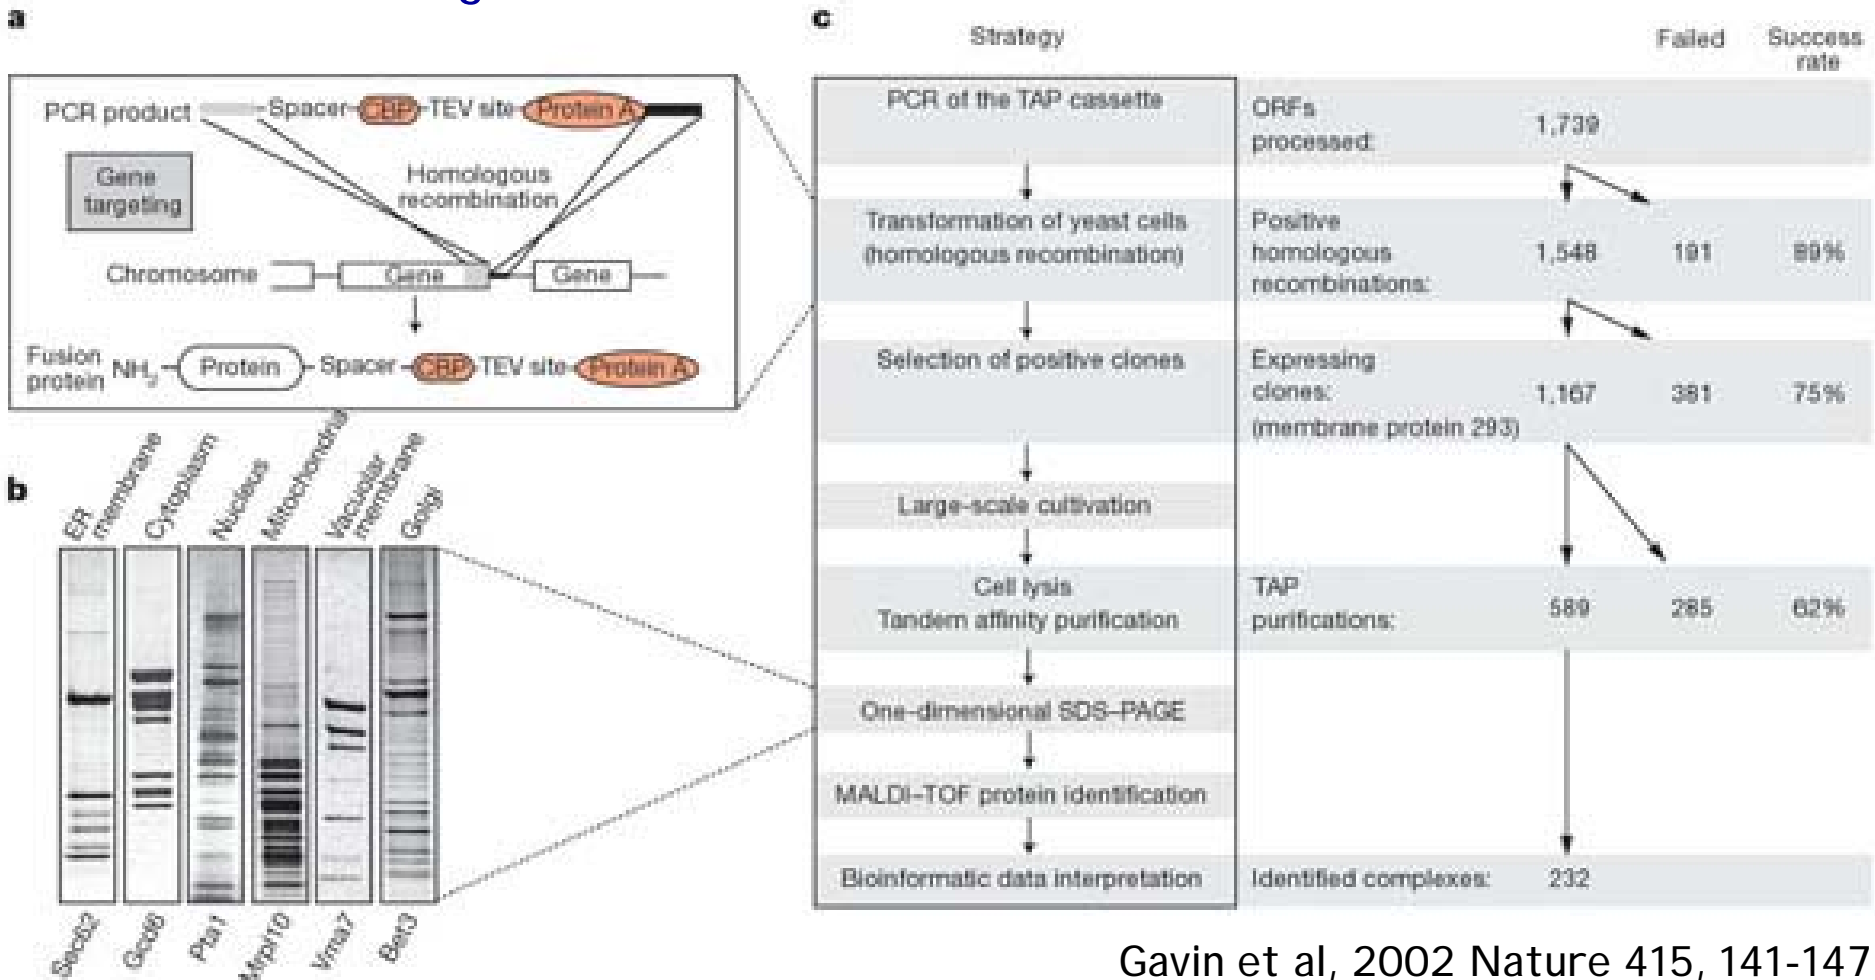 a
PCR product
Spacer
CBP
TEV site
Protein A
Gene
targeting
Homologous
recombination
Chromosome
Gene
Gene
Fusion
protein
NH2
Protein
Spacer
CBP
TEV site
Protein A
b
ER
membrane
Cytoplasm
Nucleus
Mitochondria
Vacuolar
membrane
Golgi
Sec62
Gcd6
Pta1
Mrpl10
Vma7
Bet3
c
Strategy
Failed
Success
rate
PCR of the TAP cassette
ORFs
processed:
1,739
Transformation of yeast cells
(homologous recombination)
Positive
homologous
recombinations:
1,548
191
89%
Selection of positive clones
Expressing
clones:
(membrane protein 293)
1,167
381
75%
Large-scale cultivation
Cell lysis
Tandem affinity purification
TAP
purifications:
589
285
62%
One-dimensional SDS-PAGE
MALDI-TOF protein identification
Bioinformatic data interpretation
Identified complexes:
232
Gavin et al, 2002 Nature 415, 141-147